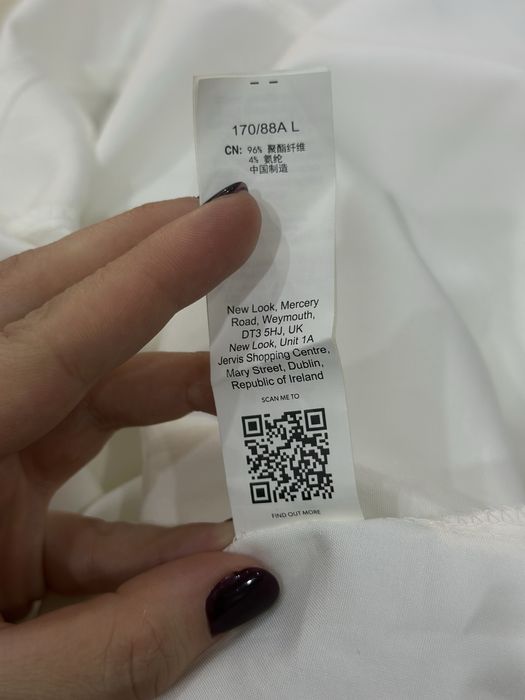 170/88A L
CN: 96% 聚酯纤维
4% 氨纶
中国制造
New Look, Mercery
Road, Weymouth,
DT3 5HJ, UK
New Look, Unit 1A
Jervis Shopping Centre,
Mary Street, Dublin,
Republic of Ireland
SCAN ME TO
FIND OUT MORE